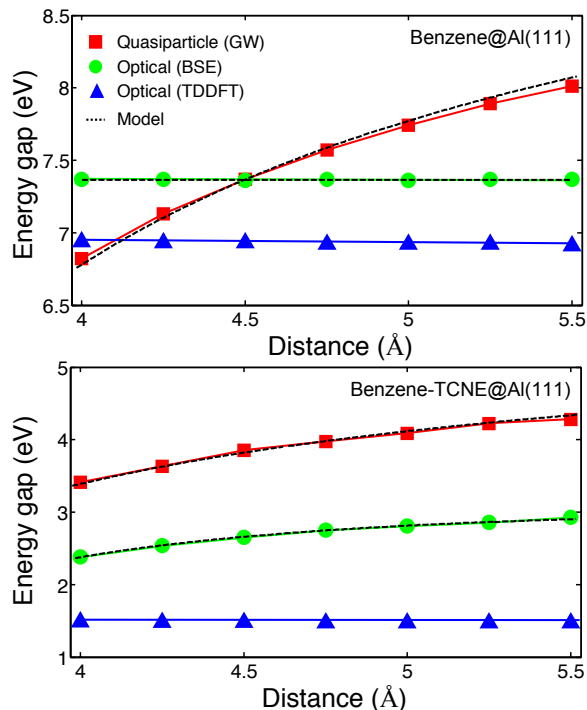 Quasiparticle (GW)
Optical (BSE)
Optical (TDDFT)
Model
Benzene@Al(111)
Energy gap (eV)
8
7.5
7
6.5
4
4.5
5
5.5
Distance (Å)
Benzene-TCNE@Al(111)
Energy gap (eV)
5
4
3
2
1
4
4.5
5
5.5
Distance (Å)